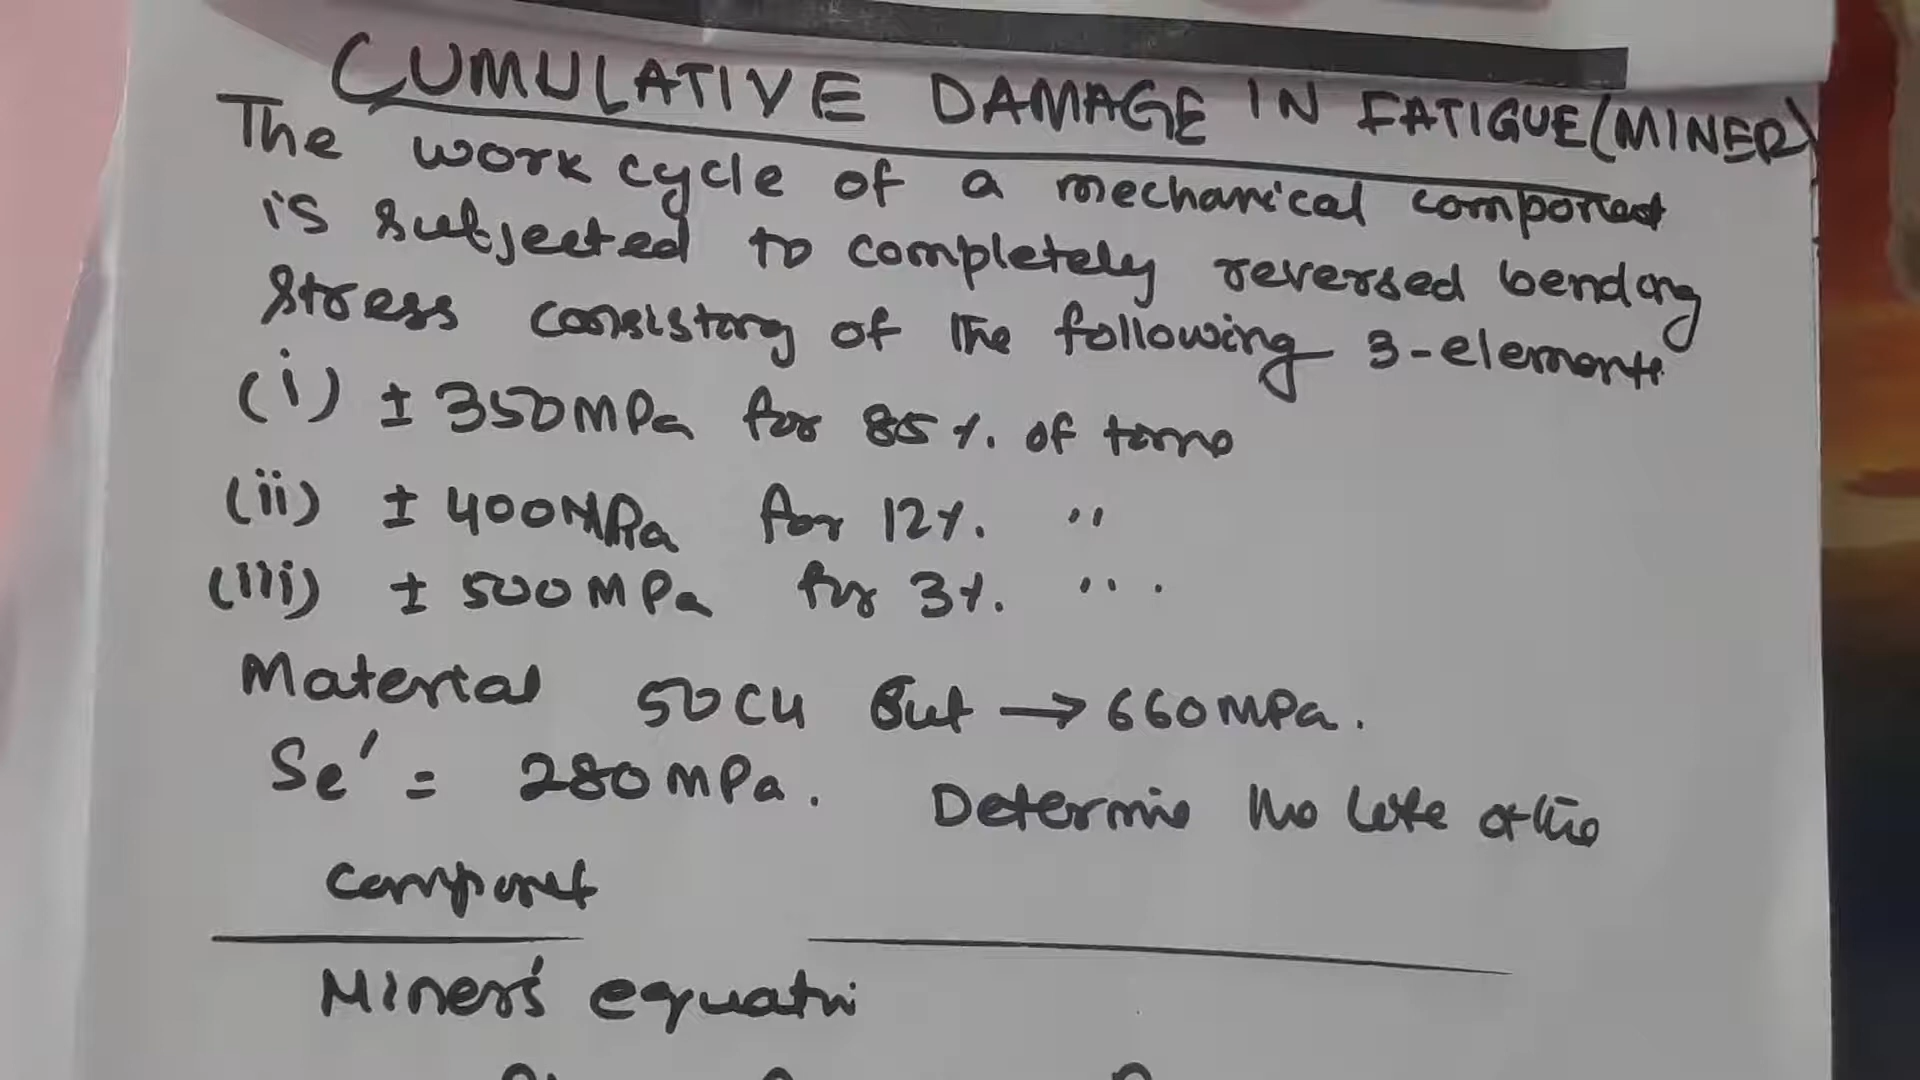 CUMULATIVE DAMAGE IN FATIGUE (MINER)
The work cycle of a mechanical component
is subjected to completely reversed bending
stress consisting of the following 3-elements
(i) ± 350MPa for 85%. of time
(ii) ± 400MPa for 12%. "
(iii) ± 500MPa for 3%. " .
Material 50C4 Sut → 660MPa.
Se' = 280MPa. Determine the life of the
component
Miner's equatn